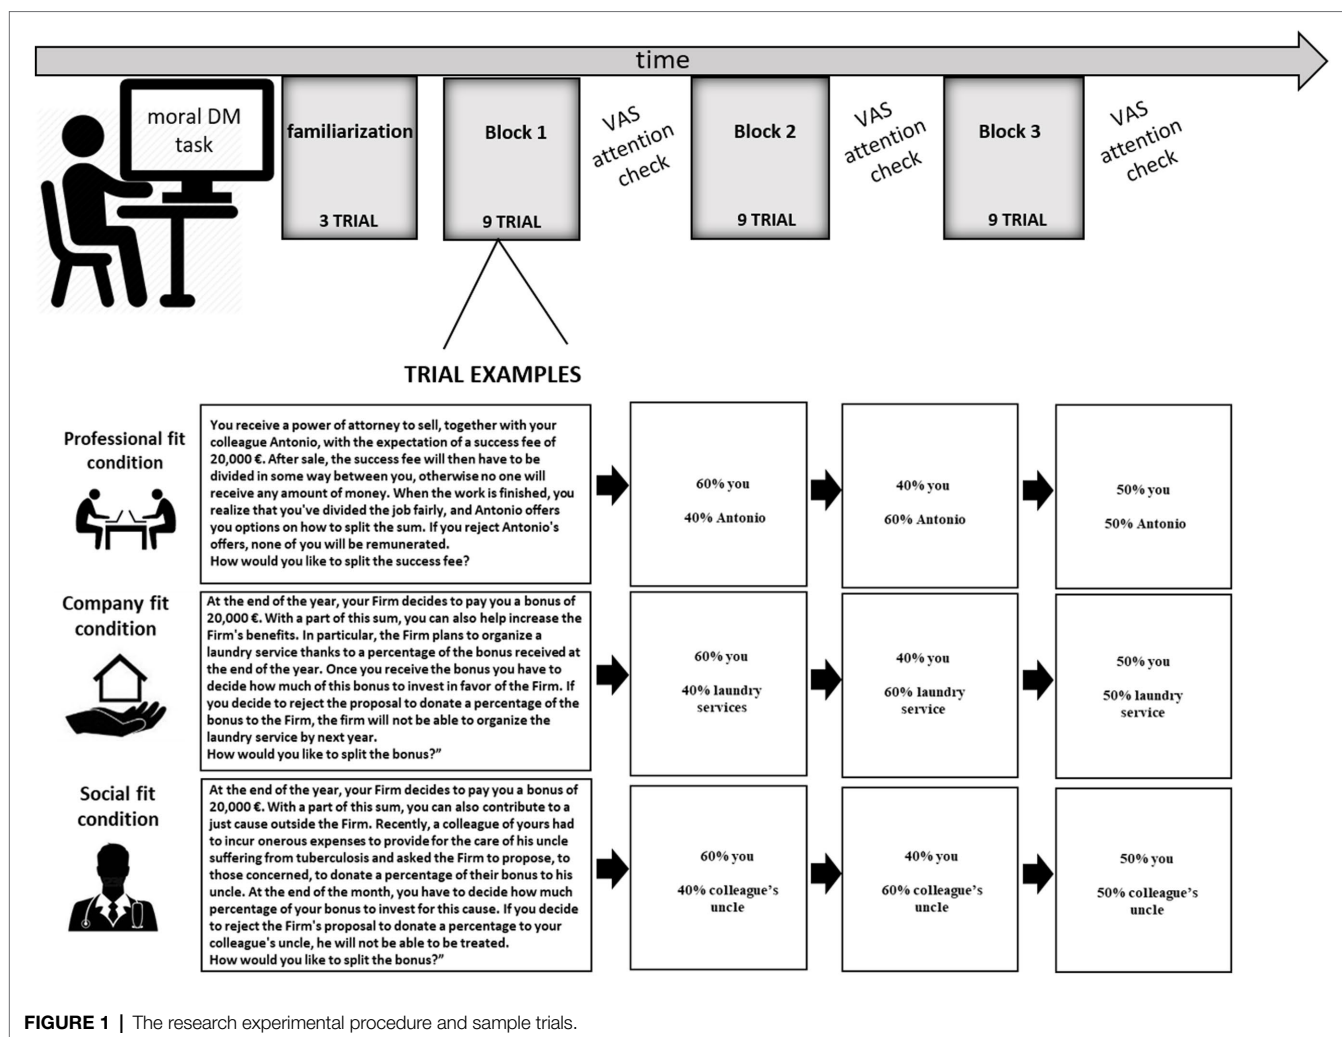 time
moral DM
task
familiarization
3 TRIAL
Block 1
9 TRIAL
VAS
attention
check
Block 2
9 TRIAL
VAS
attention
check
Block 3
9 TRIAL
VAS
attention
check
TRIAL EXAMPLES
Professional fit
condition
You receive a power of attorney to sell, together with your
colleague Antonio, with the expectation of a success fee of
20,000 €. After sale, the success fee will then have to be
divided in some way between you, otherwise no one will
receive any amount of money. When the work is finished, you
realize that you've divided the job fairly, and Antonio offers
you options on how to split the sum. If you reject Antonio's
offers, none of you will be remunerated.
How would you like to split the success fee?
60% you
40% Antonio
40% you
60% Antonio
50% you
50% Antonio
Company fit
condition
At the end of the year, your Firm decides to pay you a bonus of
20,000 €. With a part of this sum, you can also help increase the
Firm's benefits. In particular, the Firm plans to organize a
laundry service thanks to a percentage of the bonus received at
the end of the year. Once you receive the bonus you have to
decide how much of this bonus to invest in favor of the Firm. If
you decide to reject the proposal to donate a percentage of the
bonus to the Firm, the firm will not be able to organize the
laundry service by next year.
How would you like to split the bonus?”
60% you
40% laundry
services
40% you
60% laundry
service
50% you
50% laundry
service
Social fit
condition
At the end of the year, your Firm decides to pay you a bonus of
20,000 €. With a part of this sum, you can also contribute to a
just cause outside the Firm. Recently, a colleague of yours had
to incur onerous expenses to provide for the care of his uncle
suffering from tuberculosis and asked the Firm to propose, to
those concerned, to donate a percentage of their bonus to his
uncle. At the end of the month, you have to decide how much
percentage of your bonus to invest for this cause. If you decide
to reject the Firm's proposal to donate a percentage to your
colleague's uncle, he will not be able to be treated.
How would you like to split the bonus?”
60% you
40% colleague’s
uncle
40% you
60% colleague’s
uncle
50% you
50% colleague’s
uncle
FIGURE 1 | The research experimental procedure and sample trials.